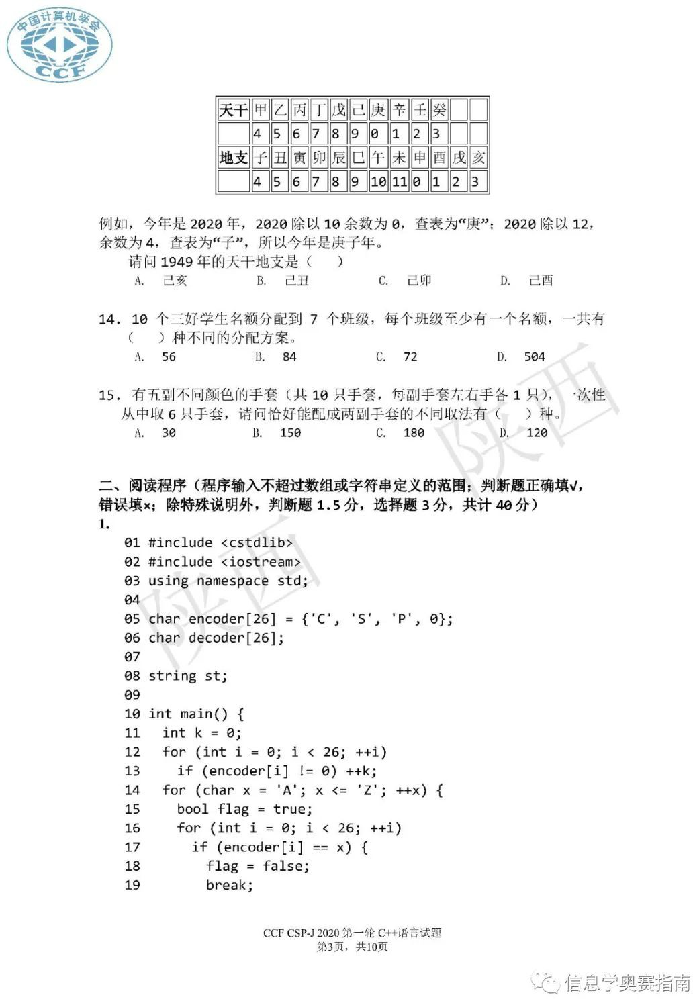 中国计算机学会
CCF
天干 甲 乙 丙 丁 戊 己 庚 辛 壬 癸
4 5 6 7 8 9 0 1 2 3
地支 子 丑 寅 卯 辰 巳 午 未 申 酉 戌 亥
4 5 6 7 8 9 10 11 0 1 2 3
例如，今年是 2020 年，2020 除以 10 余数为 0，查表为“庚”；2020 除以 12，
余数为 4，查表为“子”，所以今年是庚子年。
请问 1949 年的天干地支是（ ）
A. 己亥 B. 己丑 C. 己卯 D. 己酉
14. 10 个三好学生名额分配到 7 个班级，每个班级至少有一个名额，一共有
（ ）种不同的分配方案。
A. 56 B. 84 C. 72 D. 504
15. 有五副不同颜色的手套（共 10 只手套，每副手套左右手各 1 只），一次性
从中取 6 只手套，请问恰好能配成两副手套的不同取法有（ ）种。
A. 30 B. 150 C. 180 D. 120
二、阅读程序（程序输入不超过数组或字符串定义的范围；判断题正确填√，
错误填×；除特殊说明外，判断题 1.5 分，选择题 3 分，共计 40 分）
1.
01 #include <cstdlib>
02 #include <iostream>
03 using namespace std;
04
05 char encoder[26] = {'C', 'S', 'P', 0};
06 char decoder[26];
07
08 string st;
09
10 int main() {
11 int k = 0;
12 for (int i = 0; i < 26; ++i)
13 if (encoder[i] != 0) ++k;
14 for (char x = 'A'; x <= 'Z'; ++x) {
15 bool flag = true;
16 for (int i = 0; i < 26; ++i)
17 if (encoder[i] == x) {
18 flag = false;
19 break;
陕西
陕西
CCF CSP-J 2020 第一轮 C++语言试题
第3页，共10页
信息学奥赛指南